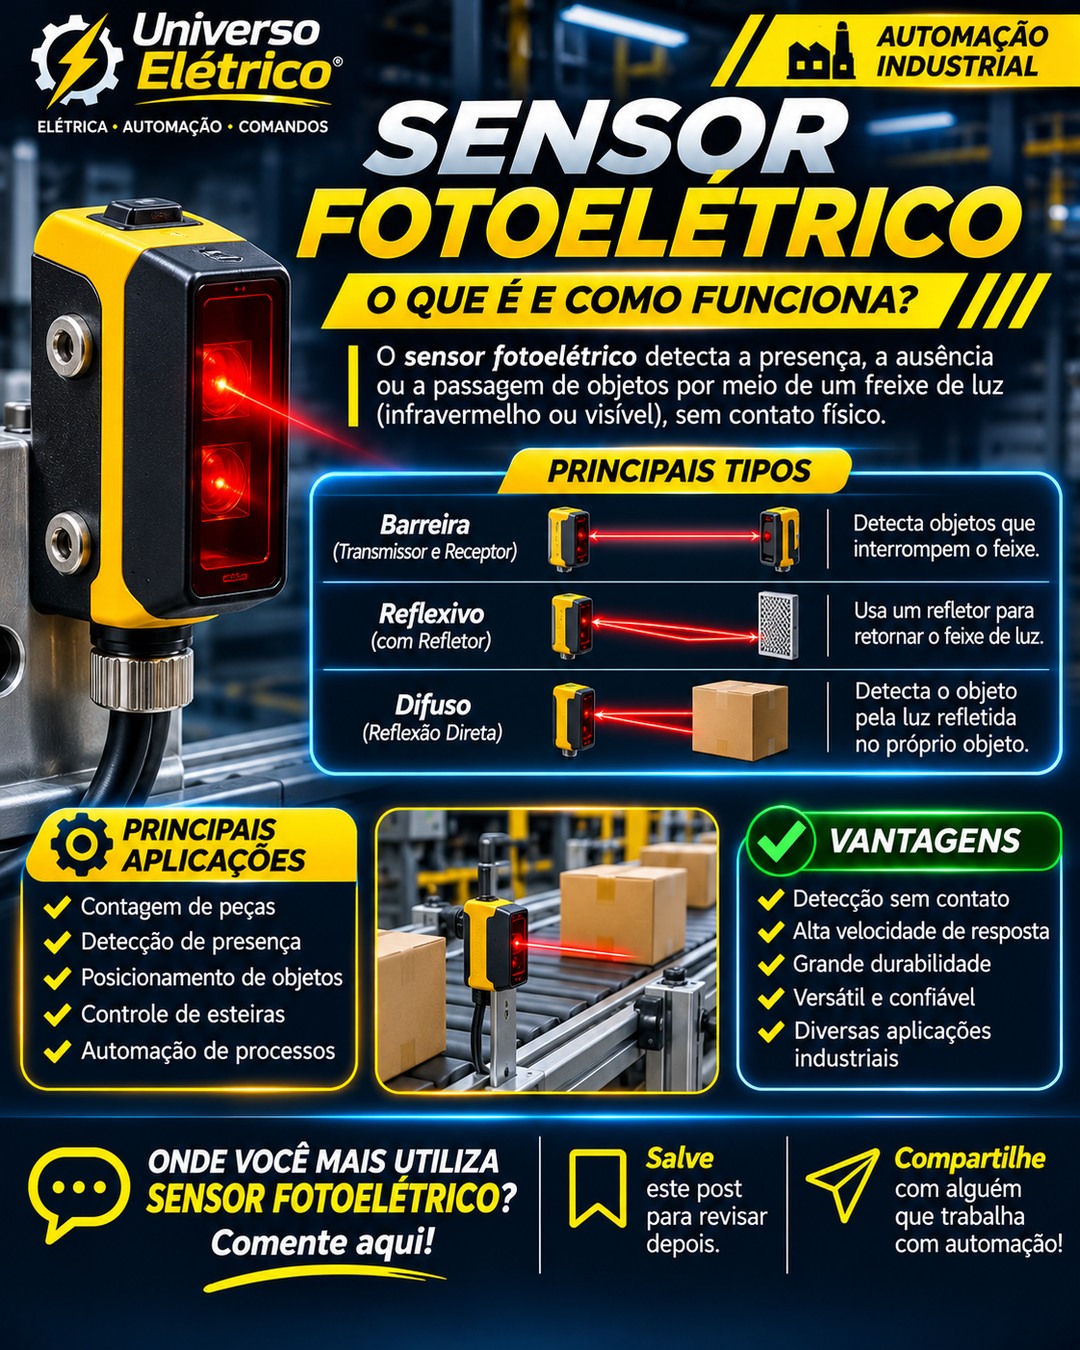 Universo
Elétrico®
ELÉTRICA • AUTOMAÇÃO • COMANDOS
AUTOMAÇÃO
INDUSTRIAL
SENSOR
FOTOELÉTRICO
O QUE É E COMO FUNCIONA?
O sensor fotoelétrico detecta a presença, a ausência
ou a passagem de objetos por meio de um freixe de luz
(infravermelho ou visível), sem contato físico.
PRINCIPAIS TIPOS
Barreira
(Transmissor e Receptor)
Detecta objetos que
interrompem o feixe.
Reflexivo
(com Refletor)
Usa um refletor para
retornar o feixe de luz.
Difuso
(Reflexão Direta)
Detecta o objeto
pela luz refletida
no próprio objeto.
PRINCIPAIS
APLICAÇÕES
Contagem de peças
Detecção de presença
Posicionamento de objetos
Controle de esteiras
Automação de processos
VANTAGENS
Detecção sem contato
Alta velocidade de resposta
Grande durabilidade
Versátil e confiável
Diversas aplicações
industriais
ONDE VOCÊ MAIS UTILIZA
SENSOR FOTOELÉTRICO?
Comente aqui!
Salve
este post
para revisar
depois.
Compartilhe
com alguém
que trabalha
com automação!